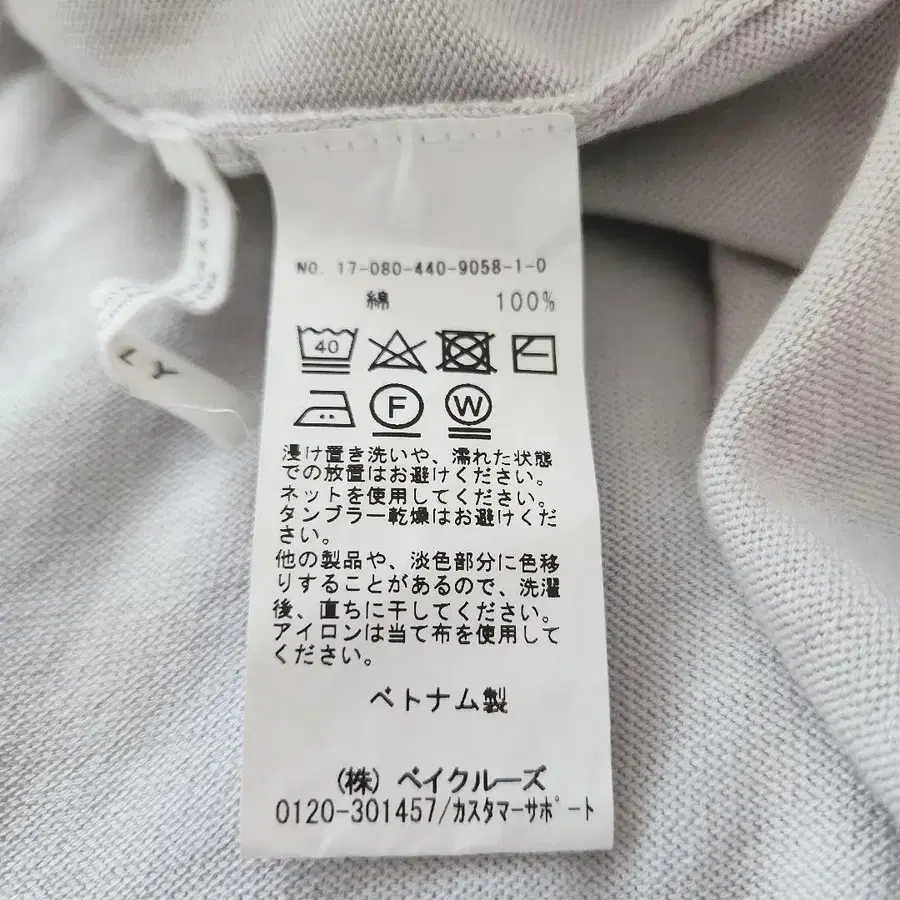 NO. 17-080-440-9058-1-0
綿 100%
40
F W
浸け置き洗いや、濡れた状態
での放置はお避けください。
ネットを使用してください。
タンブラー乾燥はお避けくだ
さい。
他の製品や、淡色部分に色移
りすることがあるので、洗濯
後、直ちに干してください。
アイロンは当て布を使用して
ください。
ベトナム製
(株) ベイクルーズ
0120-301457/カスタマーサポート
LY